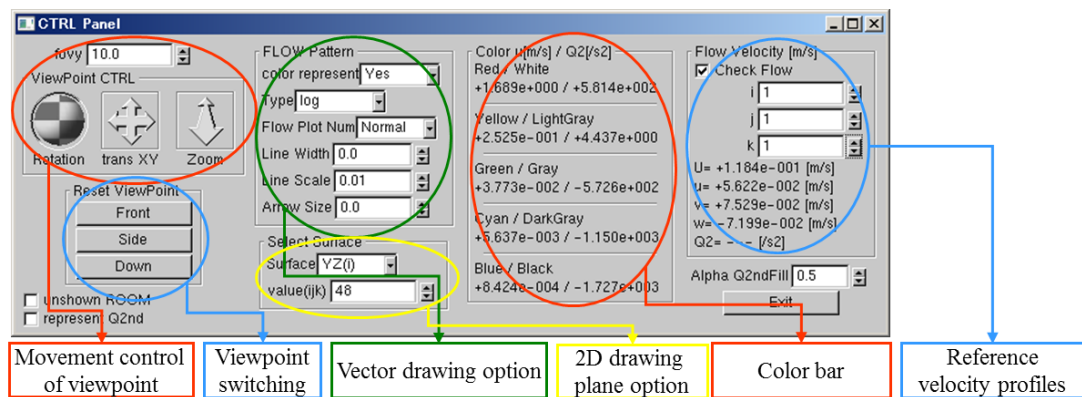 CTRL Panel
fovy 10.0
ViewPoint CTRL
Rotation trans XY Zoom
Reset ViewPoint
Front
Side
Down
unshown ROOM
represent Q2nd
FLOW Pattern
color represent Yes
Type log
Flow Plot Num Normal
Line Width 0.0
Line Scale 0.01
Arrow Size 0.0
Select Surface
Surface YZ(i)
value(ijk) 48
Color u[m/s] / Q2[/s2]
Red / White
+1.689e+000 / +5.814e+002
Yellow / LightGray
+2.525e-001 / +4.437e+000
Green / Gray
+3.773e-002 / -5.726e+002
Cyan / DarkGray
+5.637e-003 / -1.150e+003
Blue / Black
+8.424e-004 / -1.727e+003
Flow Velocity [m/s]
Check Flow
i 1
j 1
k 1
U= +1.184e-001 [m/s]
u= +5.622e-002 [m/s]
v= +7.529e-002 [m/s]
w= -7.199e-002 [m/s]
Q2= --- [/s2]
Alpha Q2ndFill 0.5
Exit
Movement control
of viewpoint
Viewpoint
switching
Vector drawing option
2D drawing
plane option
Color bar
Reference
velocity profiles